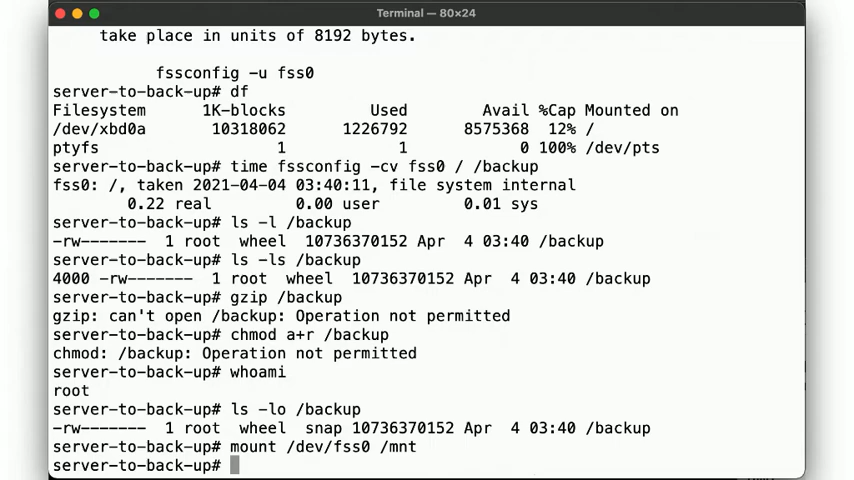 Terminal — 80×24
take place in units of 8192 bytes.
fssconfig -u fss0
server-to-back-up# df
Filesystem 1K-blocks Used Avail %Cap Mounted on
/dev/xbd0a 10318062 1226792 8575368 12% /
ptyfs 1 1 0 100% /dev/pts
server-to-back-up# time fssconfig -cv fss0 / /backup
fss0: /, taken 2021-04-04 03:40:11, file system internal
0.22 real 0.00 user 0.01 sys
server-to-back-up# ls -l /backup
-rw------- 1 root wheel 10736370152 Apr 4 03:40 /backup
server-to-back-up# ls -ls /backup
4000 -rw------- 1 root wheel 10736370152 Apr 4 03:40 /backup
server-to-back-up# gzip /backup
gzip: can't open /backup: Operation not permitted
server-to-back-up# chmod a+r /backup
chmod: /backup: Operation not permitted
server-to-back-up# whoami
root
server-to-back-up# ls -lo /backup
-rw------- 1 root wheel snap 10736370152 Apr 4 03:40 /backup
server-to-back-up# mount /dev/fss0 /mnt
server-to-back-up#